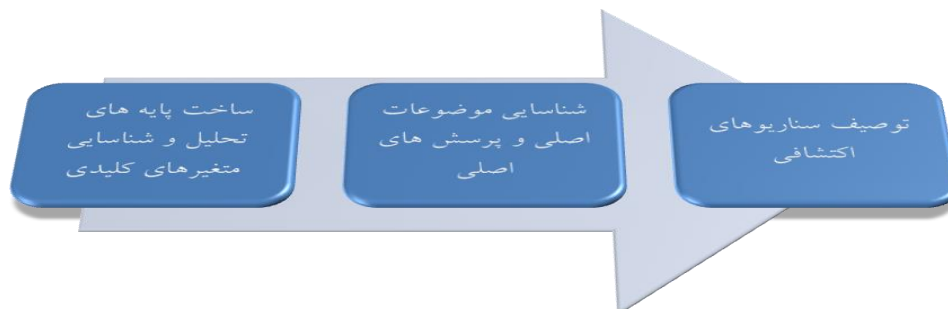 ساخت پایه های
تحلیل و شناسایی
متغیرهای کلیدی
شناسایی موضوعات
اصلی و پرسش های
اصلی
توصیف سناریوهای
اکتشافی